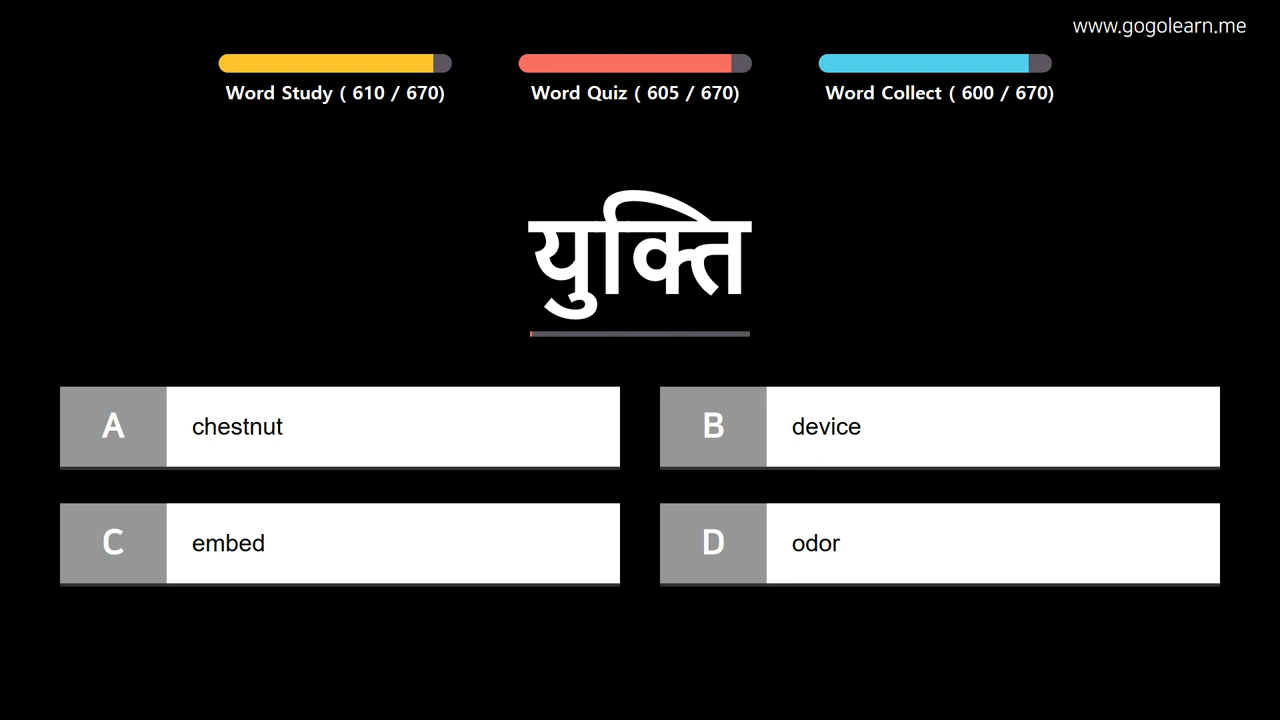 www.gogolearn.me
Word Study ( 610 / 670)
Word Quiz ( 605 / 670)
Word Collect ( 600 / 670)
युक्ति
A chestnut
B device
C embed
D odor